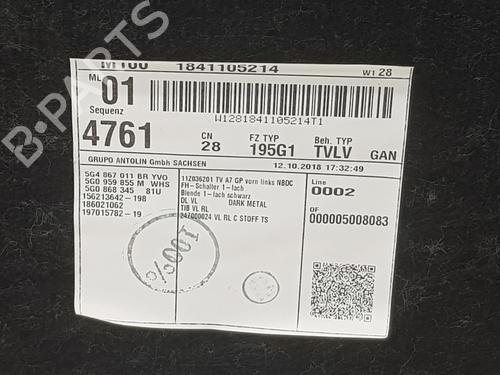 M100 1841105214 W128
ML 01
Sequenz
W1281841105214T1
4761
CN 28
FZ TYP 195G1
Beh. TYP TVLV
GAN
GRUPO ANTOLIN GmbH SACHSEN
12.10.2018 17:32:49
5G4 867 011 BR YVO
5G0 959 855 M WHS
5G0 868 345 81U
156213642 -198
186021062
197015782 - 19
112036201 TV A7 GP vorn links NBDC
FH-Schalter 1-fach
Blende 1-fach schwarz
DL VL DARK METAL
TIB VL RL
247000024 VL RL C STOFF TS
Line
0002
OF
000005008083
100%
B-PARTS